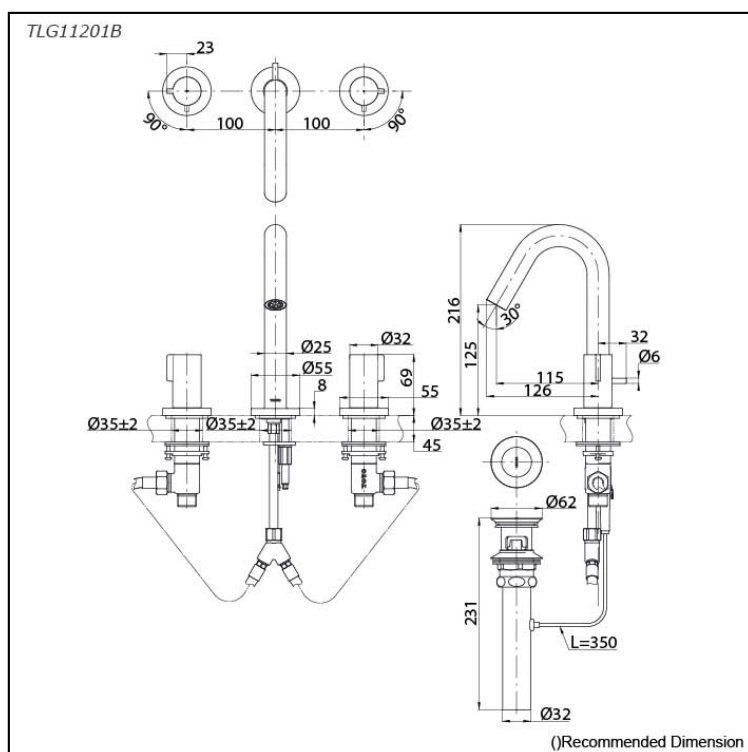 TLG11201B
23
90°
100
100
90°
Ø32
Ø25
Ø55
8
69
55
Ø35±2
Ø35±2
Ø35±2
45
TOTO
216
125
30°
32
Ø6
115
126
Ø62
231
L=350
Ø32
()Recommended Dimension